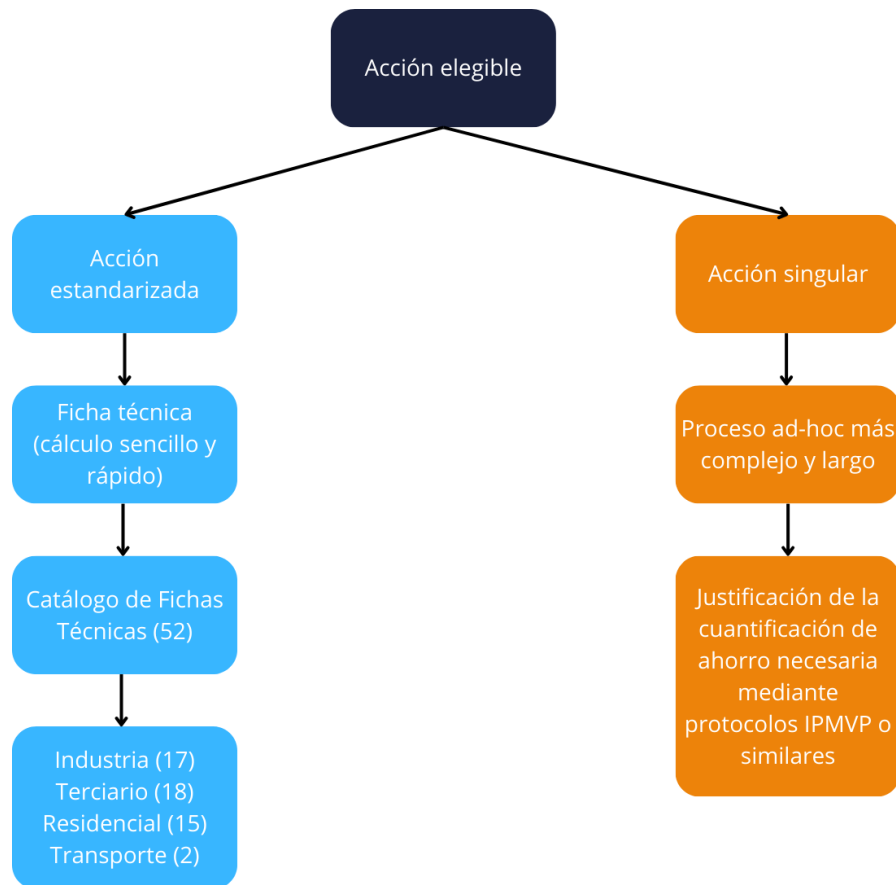 Acción elegible
Acción
estandarizada
Ficha técnica
(cálculo sencillo y
rápido)
Catálogo de Fichas
Técnicas (52)
Industria (17)
Terciario (18)
Residencial (15)
Transporte (2)
Acción singular
Proceso ad-hoc más
complejo y largo
Justificación de la
cuantificación de
ahorro necesaria
mediante
protocolos IPMVP o
similares